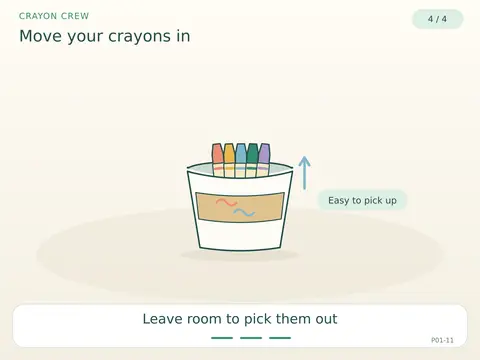 CRAYON CREW
4 / 4
Move your crayons in
Easy to pick up
Leave room to pick them out
P01-11